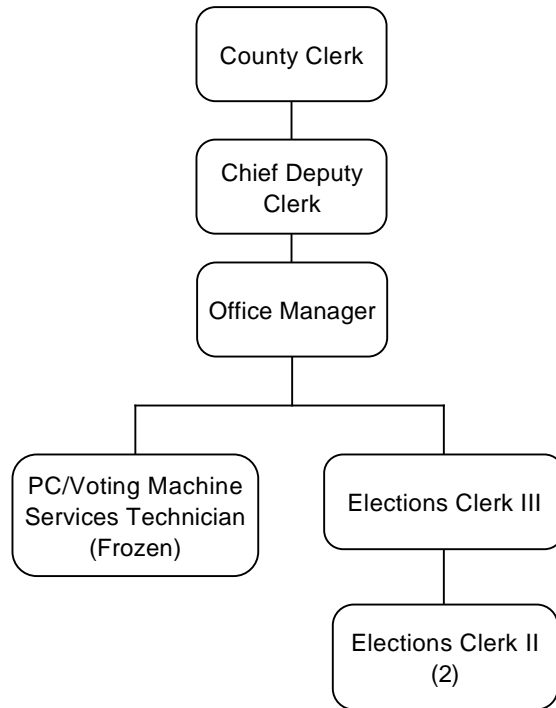 County Clerk
Chief Deputy
Clerk
Office Manager
PC/Voting Machine
Services Technician
(Frozen)
Elections Clerk III
Elections Clerk II
(2)